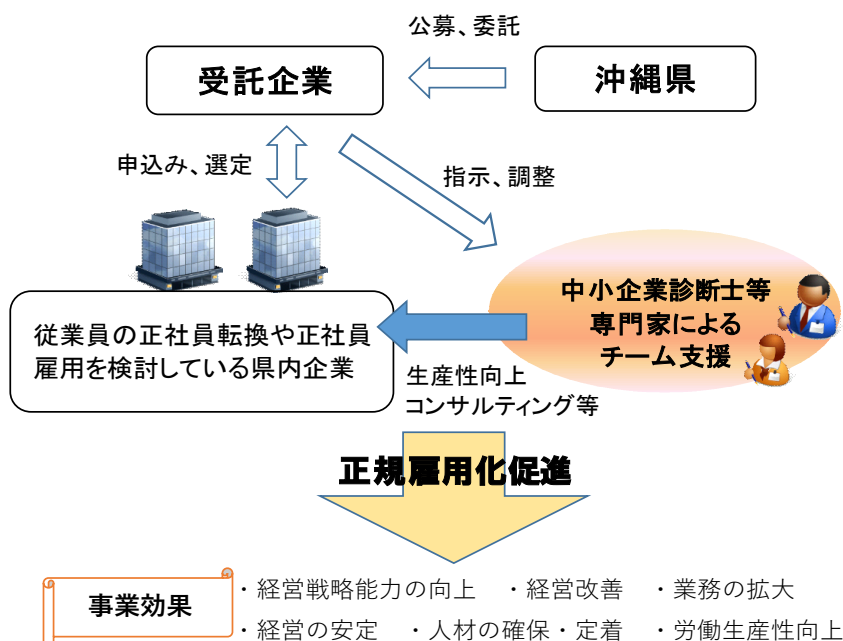 公募、委託
受託企業
沖縄県
申込み、選定
指示、調整
中小企業診断士等
専門家による
チーム支援
従業員の正社員転換や正社員
雇用を検討している県内企業
生産性向上
コンサルティング等
正規雇用化促進
事業効果
・経営戦略能力の向上　・経営改善　・業務の拡大
・経営の安定　・人材の確保・定着　・労働生産性向上